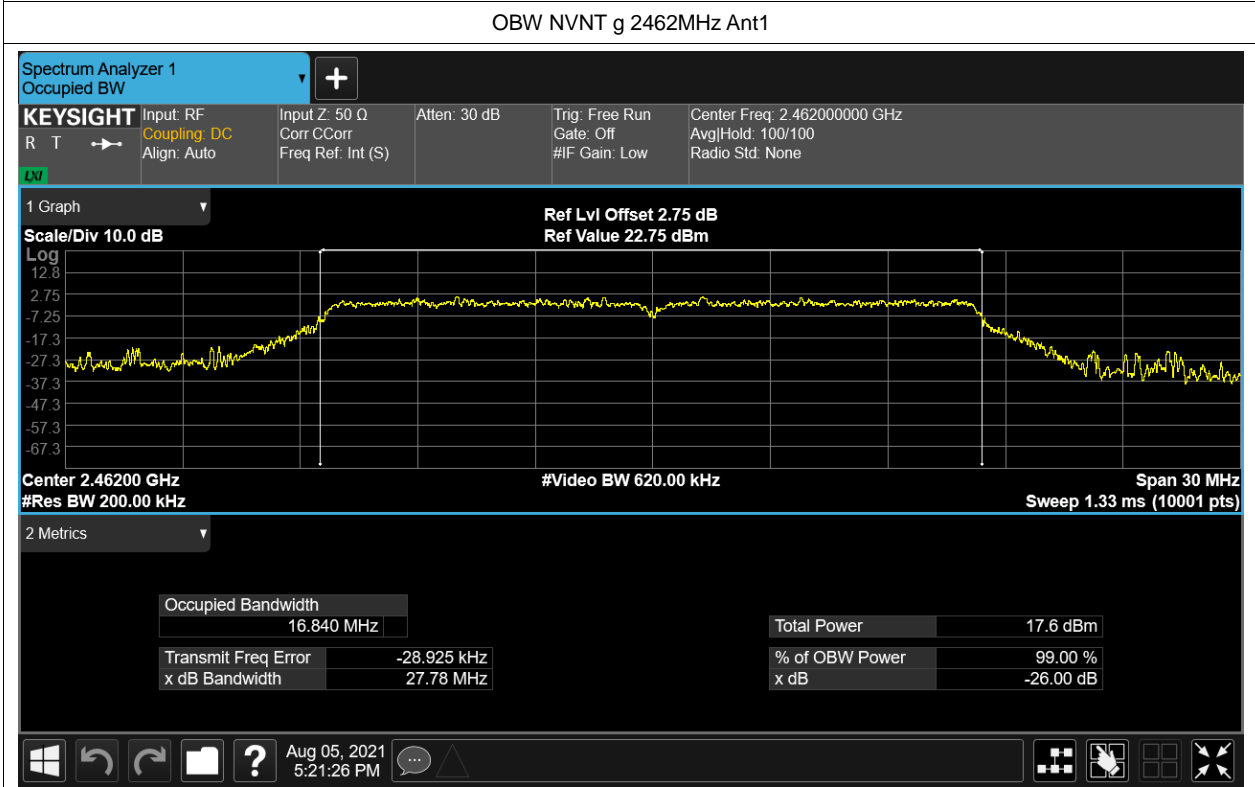 OBW NVNT g 2462MHz Ant1
Spectrum Analyzer 1
Occupied BW
KEYSIGHT
R T
LXI
Input: RF
Coupling: DC
Align: Auto
Input Z: 50 Ω
Corr CCorr
Freq Ref: Int (S)
Atten: 30 dB
Trig: Free Run
Gate: Off
#IF Gain: Low
Center Freq: 2.462000000 GHz
Avg|Hold: 100/100
Radio Std: None
1 Graph
Scale/Div 10.0 dB
Ref Lvl Offset 2.75 dB
Ref Value 22.75 dBm
Log
12.8
2.75
-7.25
-17.3
-27.3
-37.3
-47.3
-57.3
-67.3
Center 2.46200 GHz
#Video BW 620.00 kHz
Span 30 MHz
#Res BW 200.00 kHz
Sweep 1.33 ms (10001 pts)
2 Metrics
Occupied Bandwidth
16.840 MHz
Total Power 17.6 dBm
Transmit Freq Error -28.925 kHz
% of OBW Power 99.00 %
x dB Bandwidth 27.78 MHz
x dB -26.00 dB
?
Aug 05, 2021
5:21:26 PM